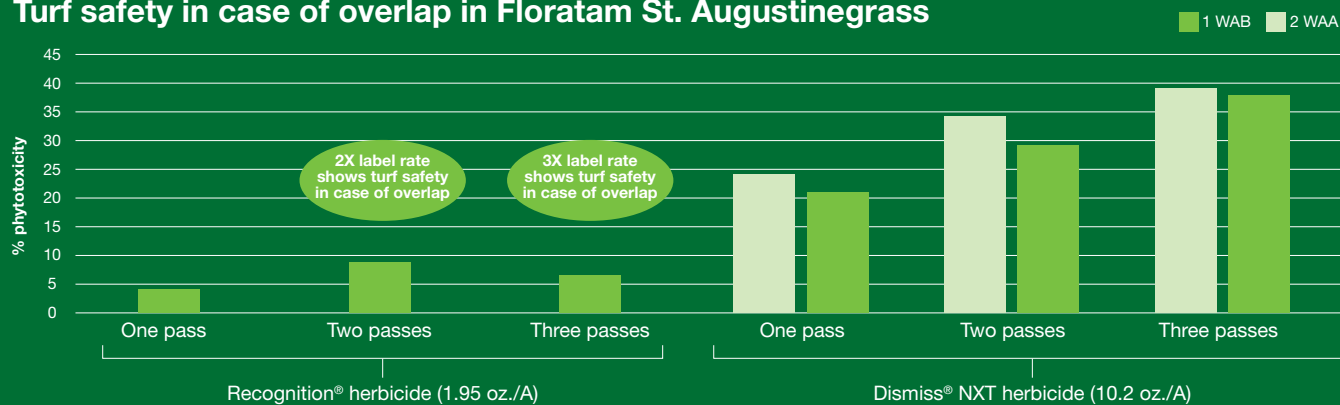 Turf safety in case of overlap in Floratam St. Augustinegrass
1 WAB
2 WAA
45
40
35
30
25
20
15
10
5
0
% phytotoxicity
2X label rate
shows turf safety
in case of overlap
3X label rate
shows turf safety
in case of overlap
One pass
Two passes
Three passes
One pass
Two passes
Three passes
Recognition® herbicide (1.95 oz./A)
Dismiss® NXT herbicide (10.2 oz./A)